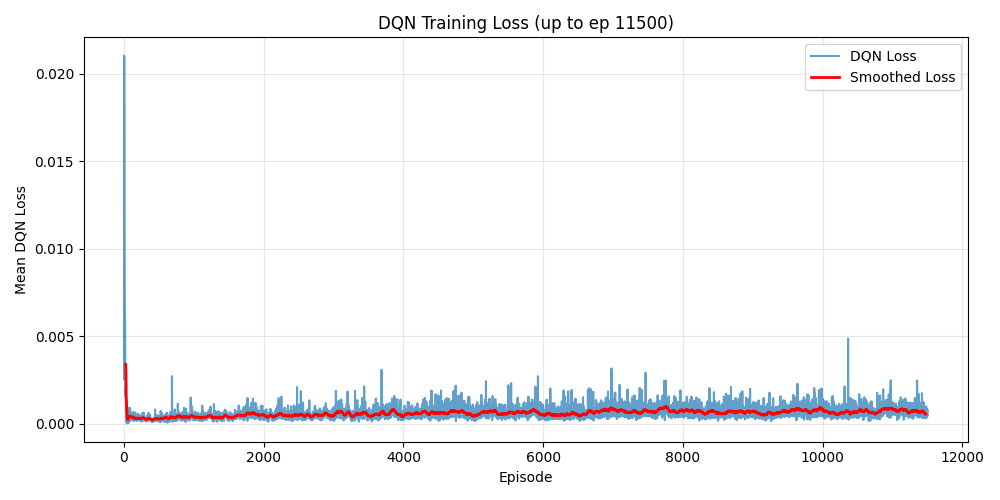 DQN Training Loss (up to ep 11500)
DQN Loss
Smoothed Loss
Mean DQN Loss
0.020
0.015
0.010
0.005
0.000
0
2000
4000
6000
8000
10000
12000
Episode